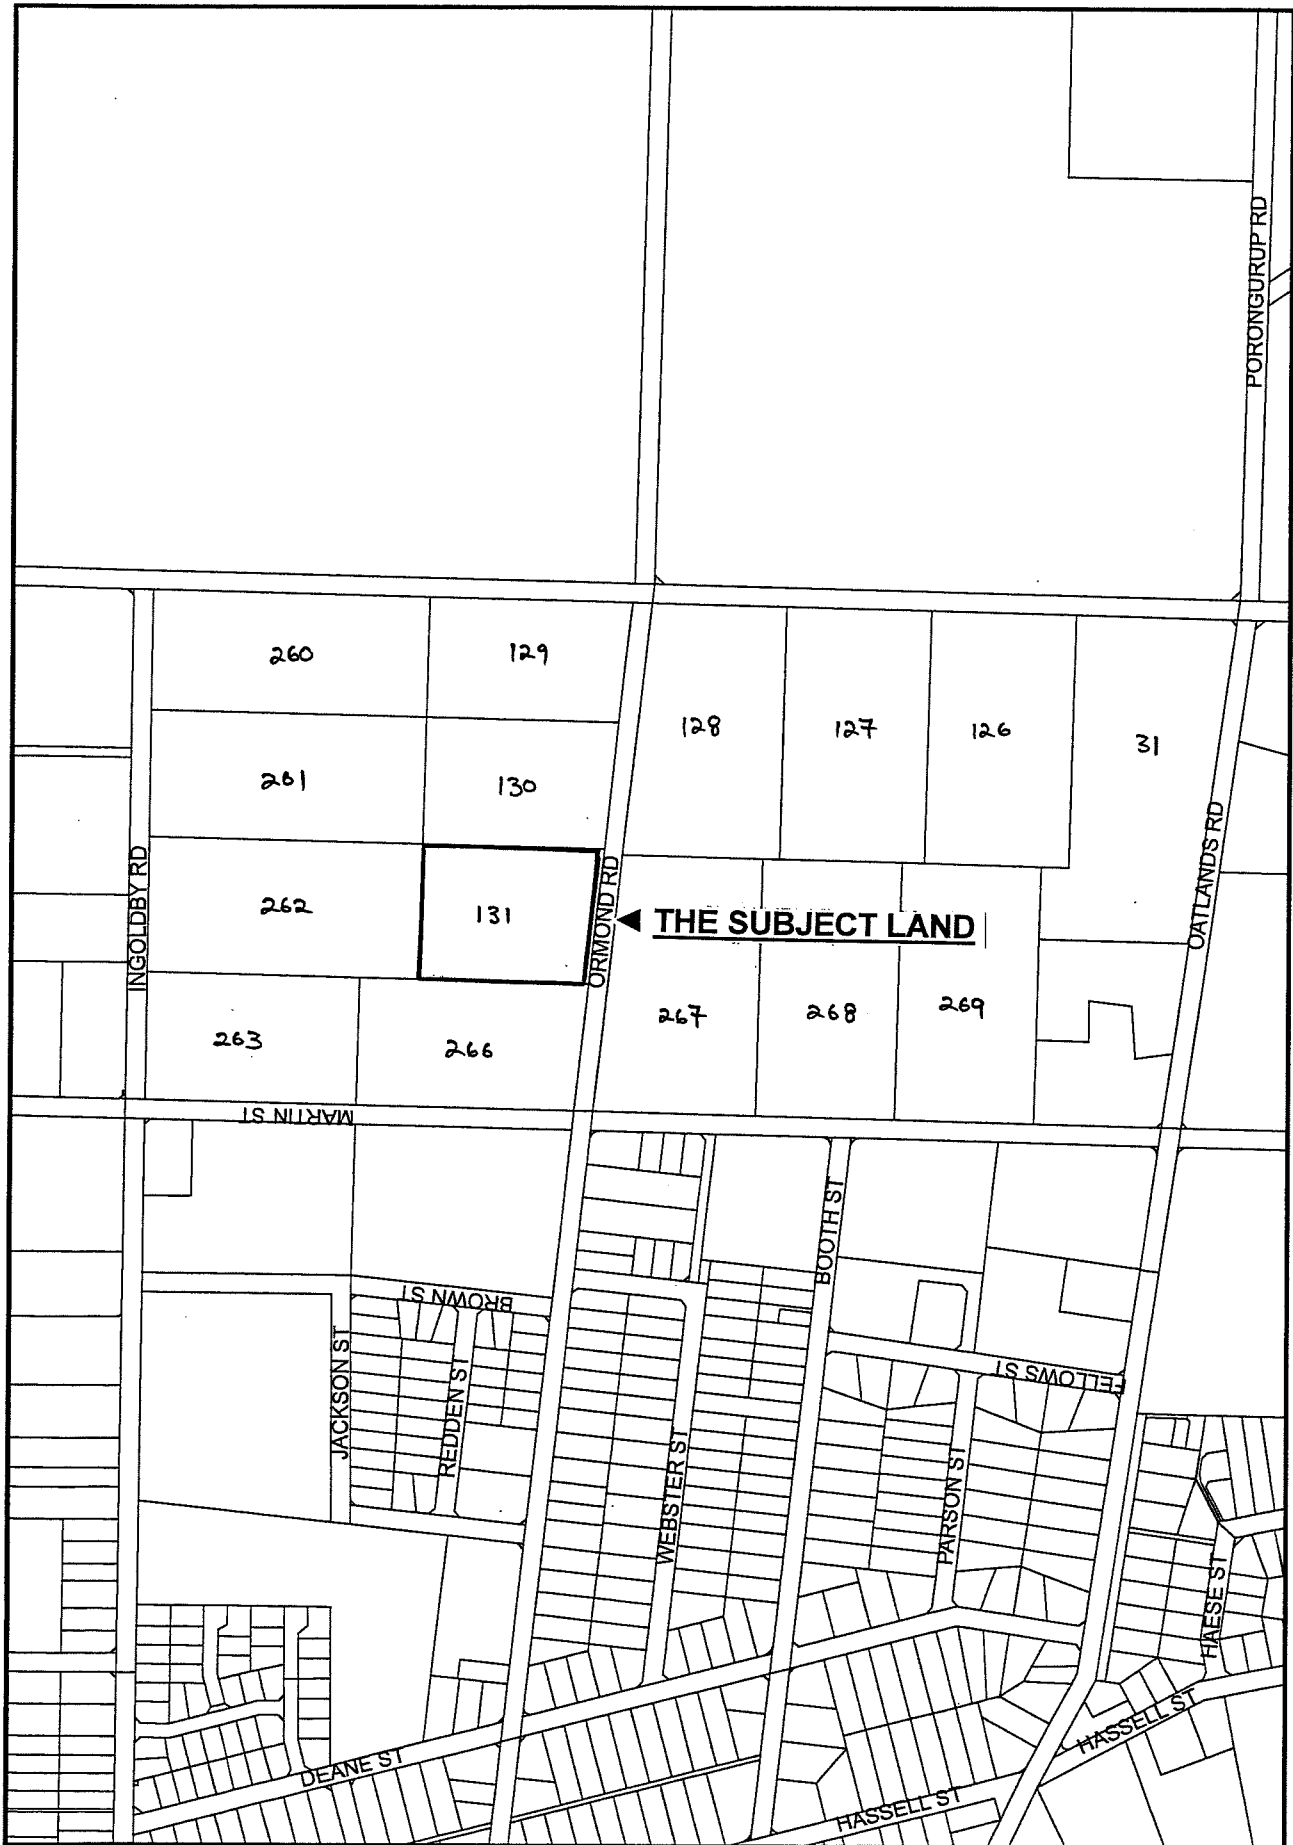 PORONGURUP RD
260
129
128
127
126
31
261
130
INGOLDBY RD
262
131
ORMOND RD
THE SUBJECT LAND
OATLANDS RD
263
266
267
268
269
MARTIN ST
BOOTH ST
BROWN ST
JACKSON ST
REDDEN ST
FELLOWS ST
WEBSTER ST
PARSON ST
HAESE ST
DEANE ST
HASSELL ST
HASSELL ST